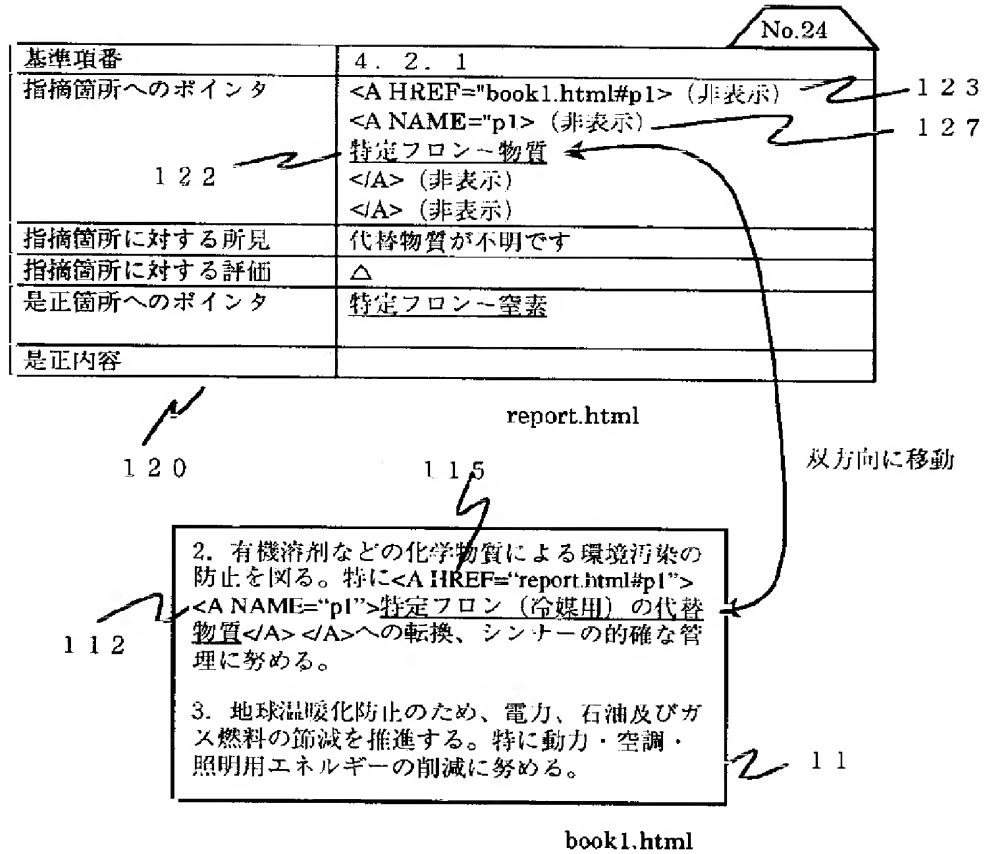 No.24
基準項番 4. 2. 1
指摘箇所へのポインタ <A HREF="book1.html#p1> (非表示) 123
<A NAME="p1> (非表示) 127
特定フロン~物質
122
</A> (非表示)
</A> (非表示)
指摘箇所に対する所見 代替物質が不明です
指摘箇所に対する評価 △
是正箇所へのポインタ 特定フロン~窒素
是正内容
report.html
120
115
双方向に移動
2. 有機溶剤などの化学物質による環境汚染の
防止を図る。特に<A HREF="report.html#p1">
<A NAME="p1">特定フロン(冷媒用)の代替
物質</A> </A>への転換、シンナーの的確な管
理に努める。
112
3. 地球温暖化防止のため、電力、石油及びガ
ス燃料の節減を推進する。特に動力・空調・
照明用エネルギーの削減に努める。
11
book1.html